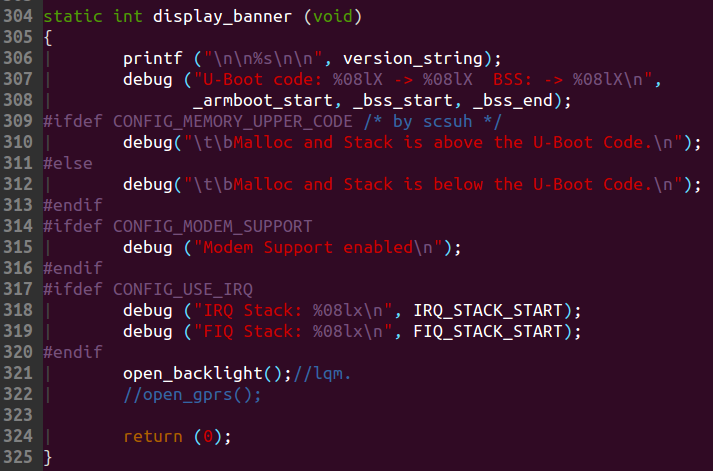 304 static int display_banner (void)
305 {
306 printf ("\n\n%s\n\n", version_string);
307 debug ("U-Boot code: %08lX -> %08lX  BSS: -> %08lX\n",
308 _armboot_start, _bss_start, _bss_end);
309 #ifdef CONFIG_MEMORY_UPPER_CODE /* by scsuh */
310 debug("\t\bMalloc and Stack is above the U-Boot Code.\n");
311 #else
312 debug("\t\bMalloc and Stack is below the U-Boot Code.\n");
313 #endif
314 #ifdef CONFIG_MODEM_SUPPORT
315 debug ("Modem Support enabled\n");
316 #endif
317 #ifdef CONFIG_USE_IRQ
318 debug ("IRQ Stack: %08lx\n", IRQ_STACK_START);
319 debug ("FIQ Stack: %08lx\n", FIQ_STACK_START);
320 #endif
321 open_backlight();//lqm.
322 //open_gprs();
323
324 return (0);
325 }